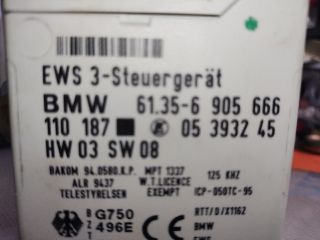 EWS 3-Steuergerät
BMW 61.35-6 905 666
110 187 05 3932 45
HW 03 SW 08
BAKOM 94.0580.K.P. MPT 1337 125 KHZ
ALR 9437 W.T.LICENCE
TELESTYRELSEN EXEMPT ICP-050TC-95
BZT G750 RTT/D/X1162
496E BMW
EWS